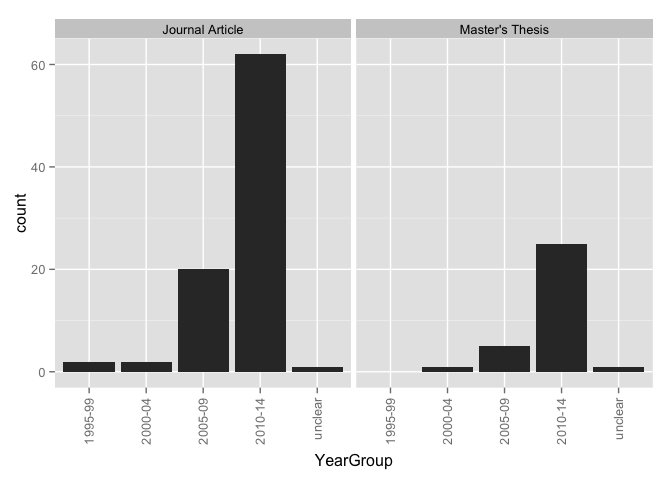 Journal Article
Master's Thesis
count
60
40
20
0
1995-99
2000-04
2005-09
2010-14
unclear
1995-99
2000-04
2005-09
2010-14
unclear
YearGroup